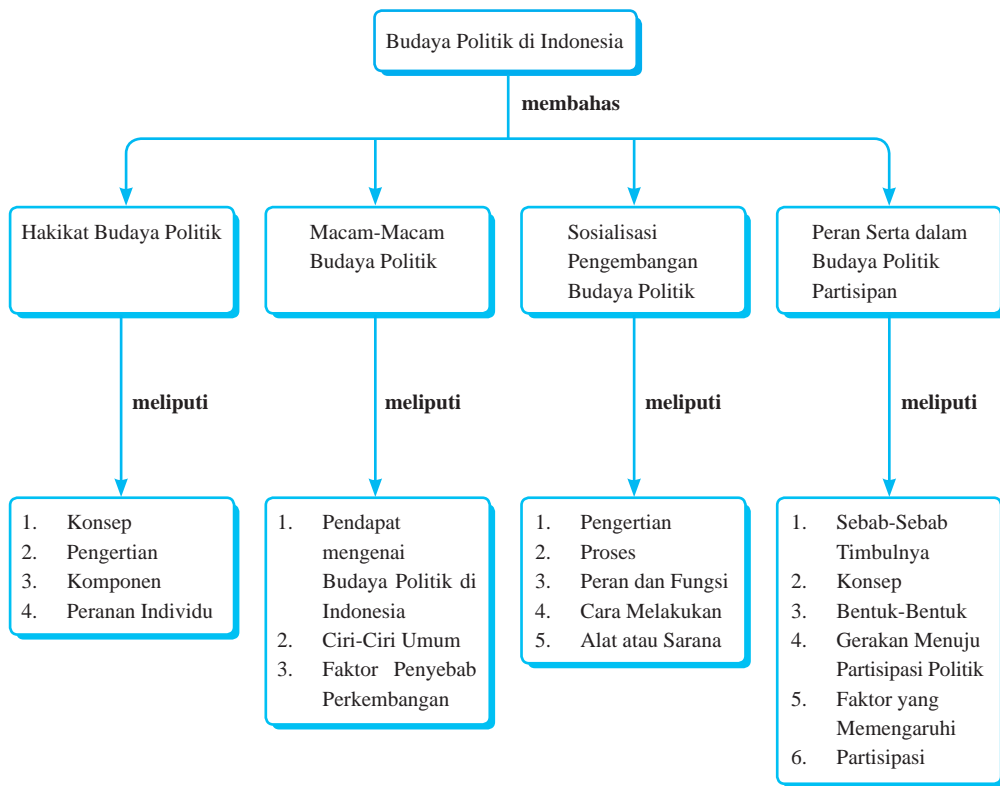 Budaya Politik di Indonesia
membahas
Hakikat Budaya Politik
Macam-Macam
Budaya Politik
Sosialisasi
Pengembangan
Budaya Politik
Peran Serta dalam
Budaya Politik
Partisipan
meliputi
meliputi
meliputi
meliputi
1. Konsep
2. Pengertian
3. Komponen
4. Peranan Individu
1. Pendapat
mengenai
Budaya Politik di
Indonesia
2. Ciri-Ciri Umum
3. Faktor Penyebab
Perkembangan
1. Pengertian
2. Proses
3. Peran dan Fungsi
4. Cara Melakukan
5. Alat atau Sarana
1. Sebab-Sebab
Timbulnya
2. Konsep
3. Bentuk-Bentuk
4. Gerakan Menuju
Partisipasi Politik
5. Faktor yang
Memengaruhi
6. Partisipasi